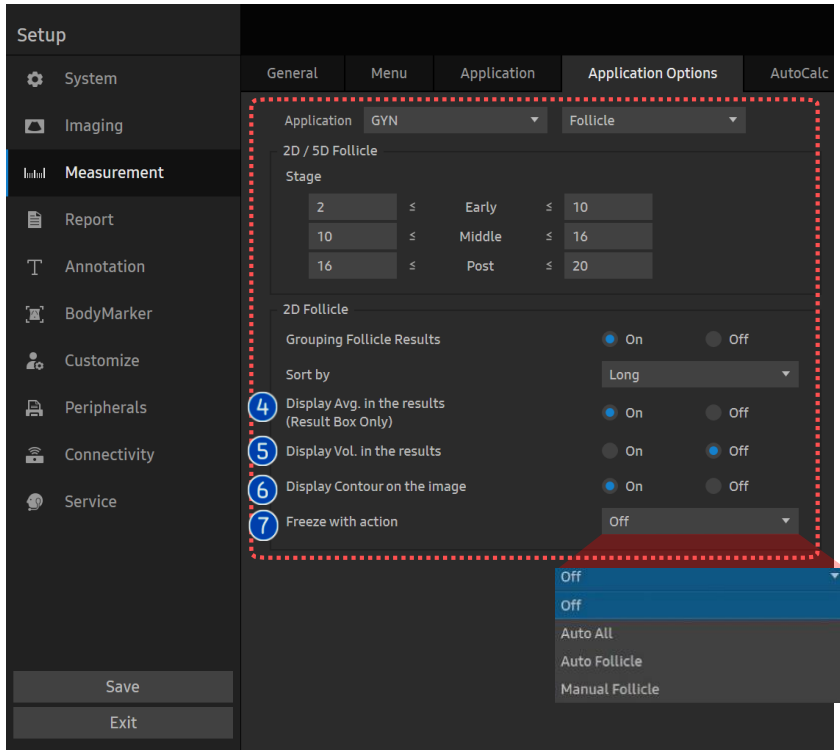 Setup
System
Imaging
Measurement
Report
Annotation
BodyMarker
Customize
Peripherals
Connectivity
Service
Save
Exit
General Menu Application Application Options AutoCalc
Application GYN Follicle
2D / 5D Follicle
Stage
2 ≤ Early ≤ 10
10 ≤ Middle ≤ 16
16 ≤ Post ≤ 20
2D Follicle
Grouping Follicle Results On Off
Sort by Long
4 Display Avg. in the results
(Result Box Only) On Off
5 Display Vol. in the results On Off
6 Display Contour on the image On Off
7 Freeze with action Off
Off
Off
Auto All
Auto Follicle
Manual Follicle